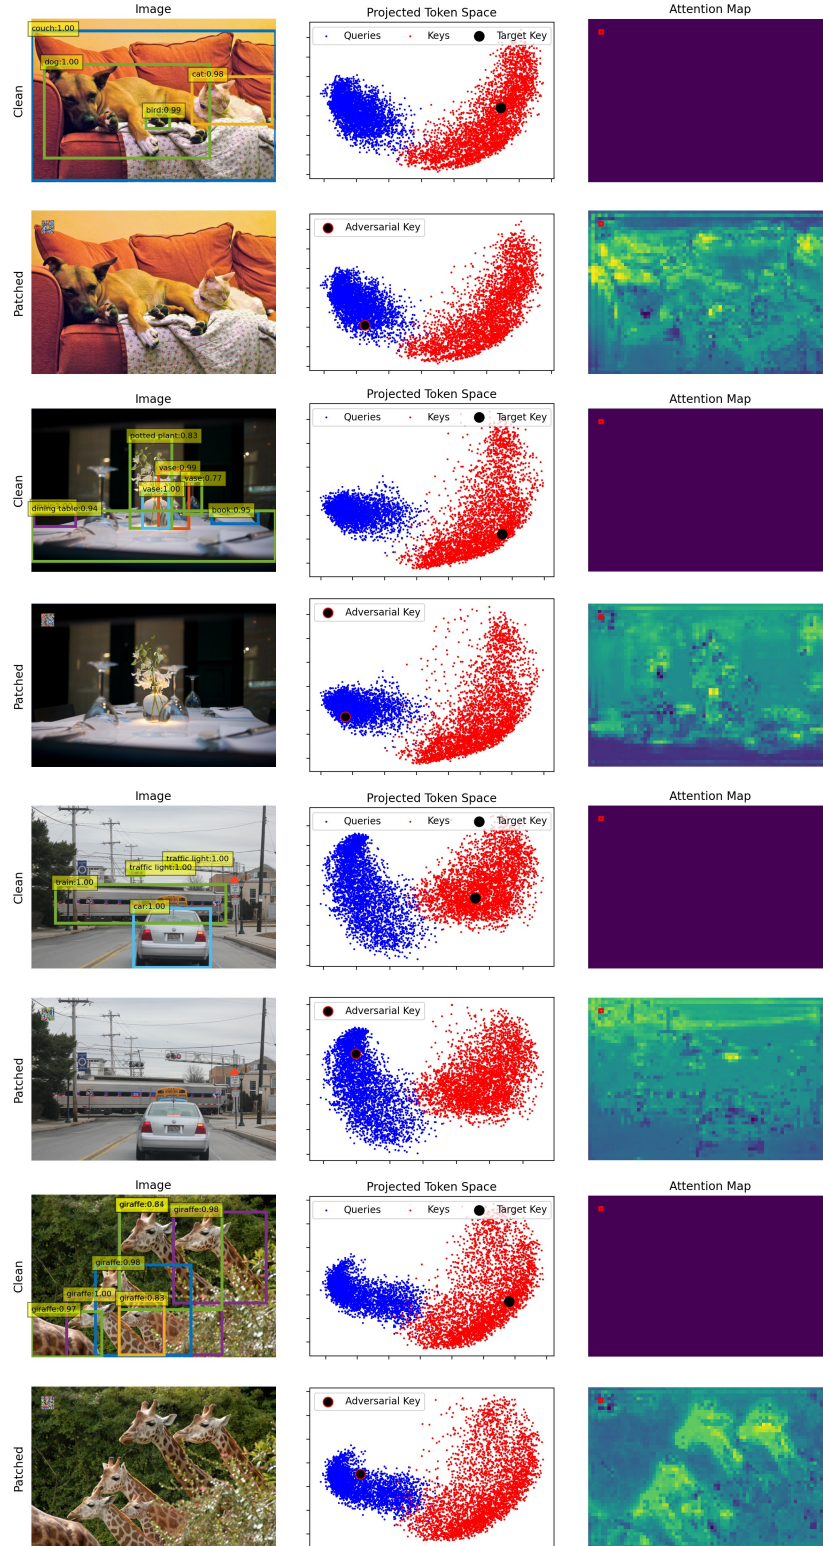 Image
Projected Token Space
Attention Map
Clean
couch:1.00
dog:1.00
cat:0.98
bird:0.99
Queries
Keys
Target Key
Patched
Adversarial Key
Image
Projected Token Space
Attention Map
Clean
potted plant:0.83
vase:0.99
vase:0.77
vase:1.00
dining table:0.94
book:0.95
Queries
Keys
Target Key
Patched
Adversarial Key
Image
Projected Token Space
Attention Map
Clean
traffic light:1.00
traffic light:1.00
train:1.00
car:1.00
Queries
Keys
Target Key
Patched
Adversarial Key
Image
Projected Token Space
Attention Map
Clean
giraffe:0.84
giraffe:0.98
giraffe:0.98
giraffe:1.00
giraffe:0.83
giraffe:0.97
Queries
Keys
Target Key
Patched
Adversarial Key